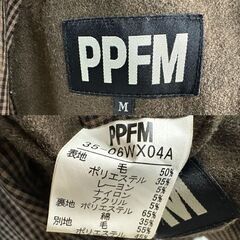 PPFM
M
PPFM
35-06WX04A
表地 毛 50%
ポリエステル 35%
レーヨン 5%
ナイロン 5%
アクリル 5%
裏地 ポリエステル 65%
綿 35%
別地 毛 55%
ポリエステル 45%